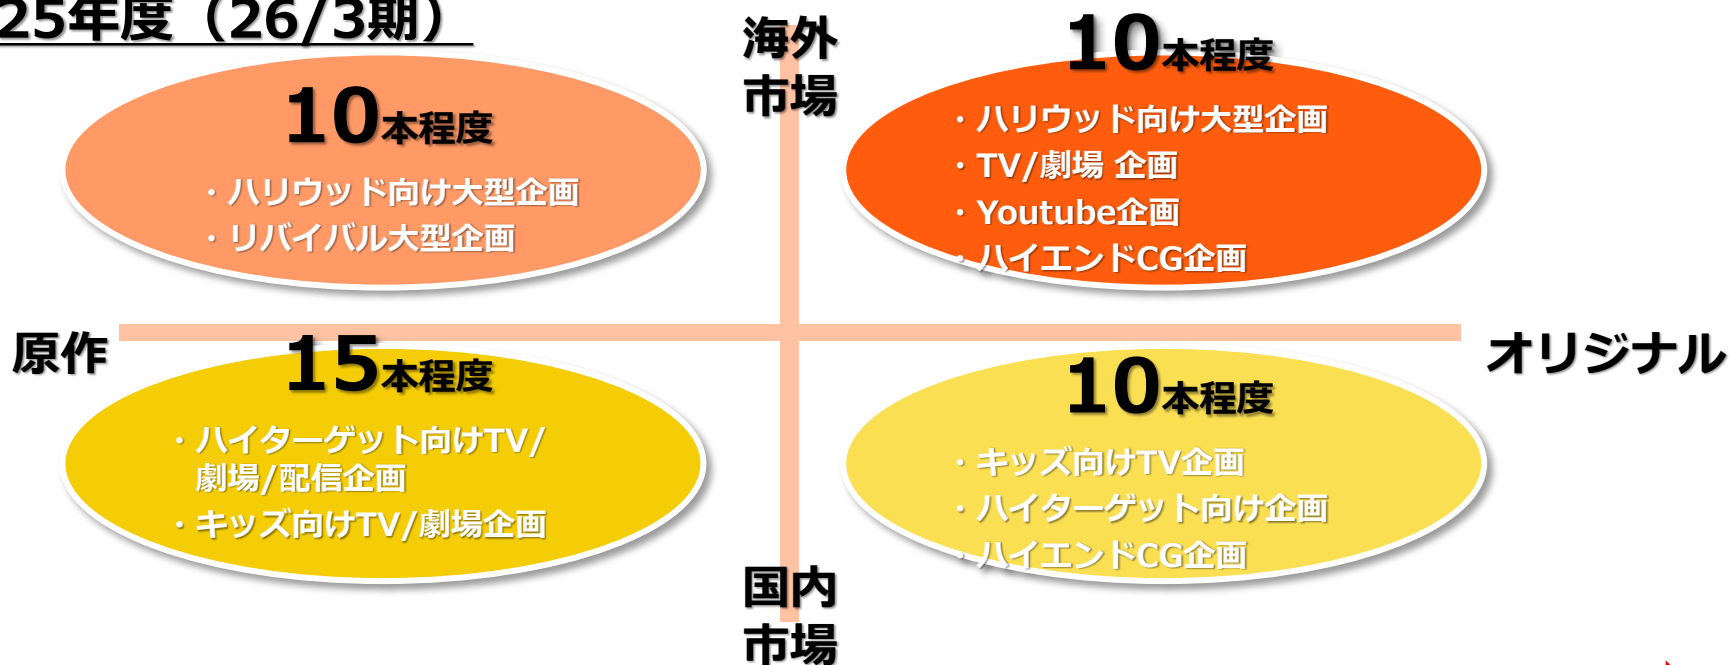 25年度（26/3期）
海外
市場
10本程度
・ハリウッド向け大型企画
・リバイバル大型企画
10本程度
・ハリウッド向け大型企画
・TV/劇場 企画
・Youtube企画
・ハイエンドCG企画
原作
オリジナル
15本程度
・ハイターゲット向けTV/
劇場/配信企画
・キッズ向けTV/劇場企画
10本程度
・キッズ向けTV企画
・ハイターゲット向け企画
・ハイエンドCG企画
国内
市場